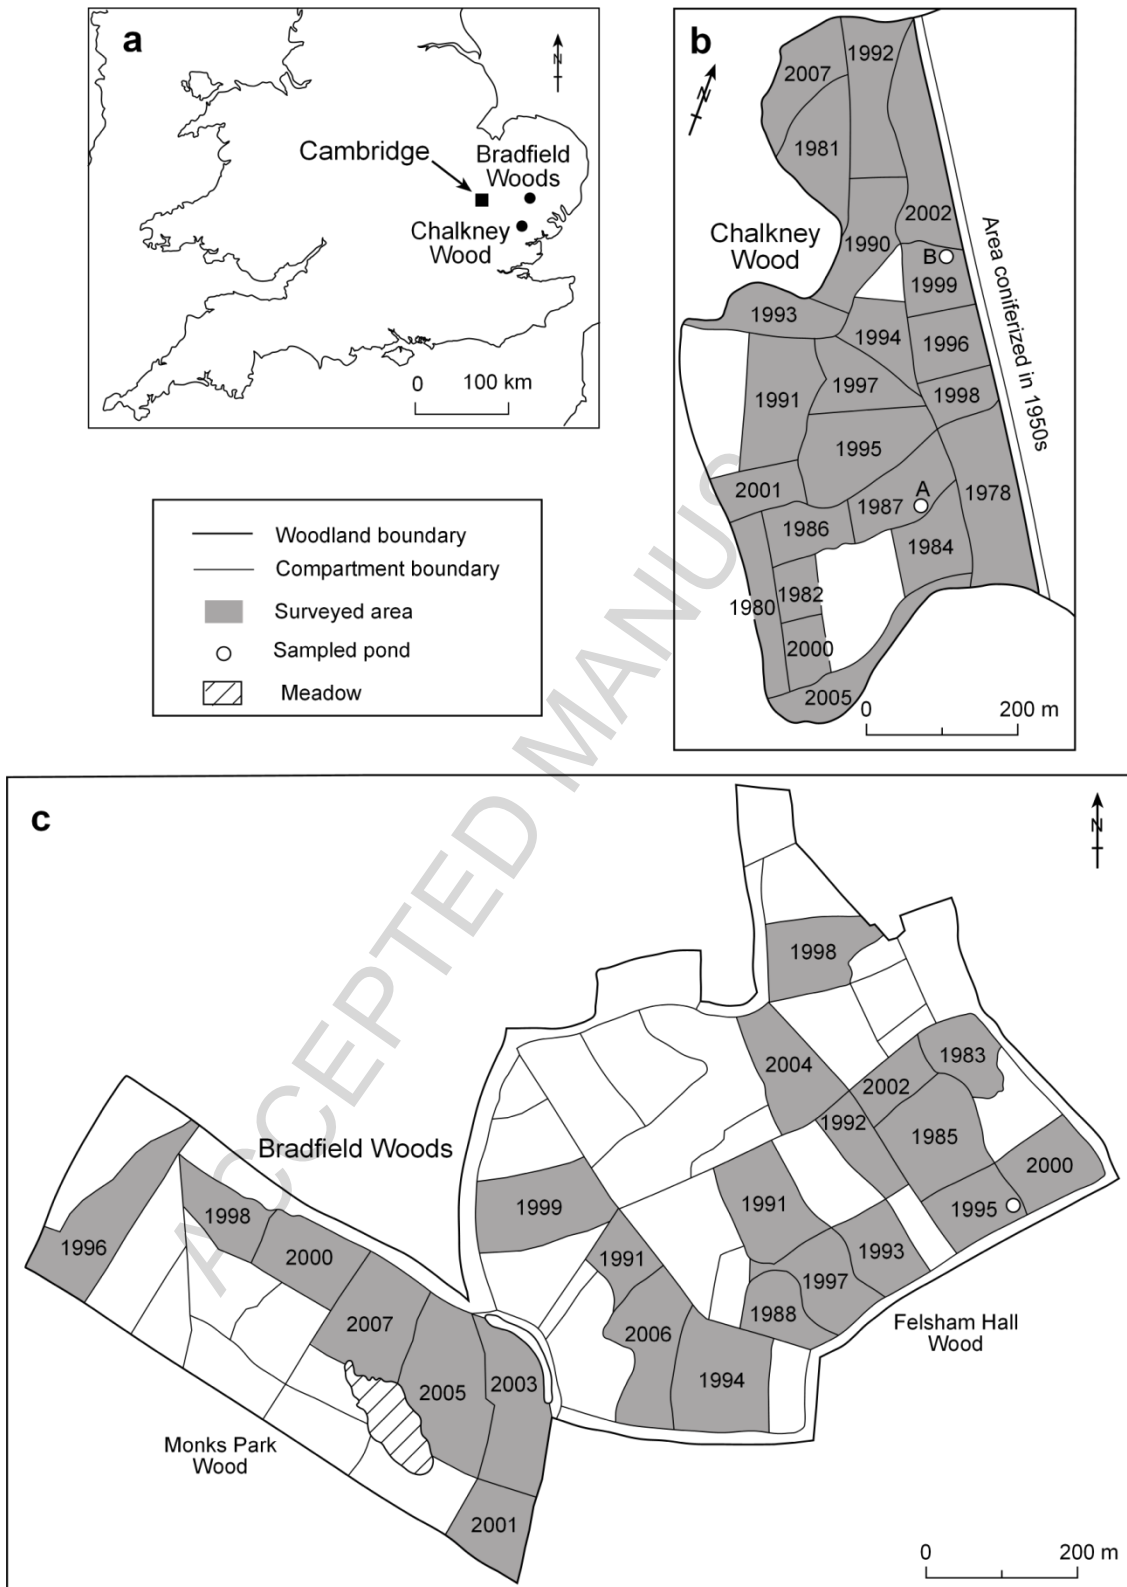 a
N
Cambridge
Bradfield
Woods
Chalkney
Wood
0 100 km
b
N
1992
2007
1981
2002
Chalkney
Wood
1990
B
1999
Area coniferized in 1950s
1993
1994
1996
1997
1998
1991
1995
2001
A
1987
1978
1986
1984
1982
1980
2000
2005
0 200 m
Woodland boundary
Compartment boundary
Surveyed area
Sampled pond
Meadow
ACCEPTED MANUS
c
N
1998
2004
1983
2002
1992
1985
Bradfield Woods
2000
1999
1991
1995
1998
1996
2000
1991
1993
1997
1988
2007
2006
Felsham Hall
Wood
2005
2003
1994
Monks Park
Wood
2001
0 200 m